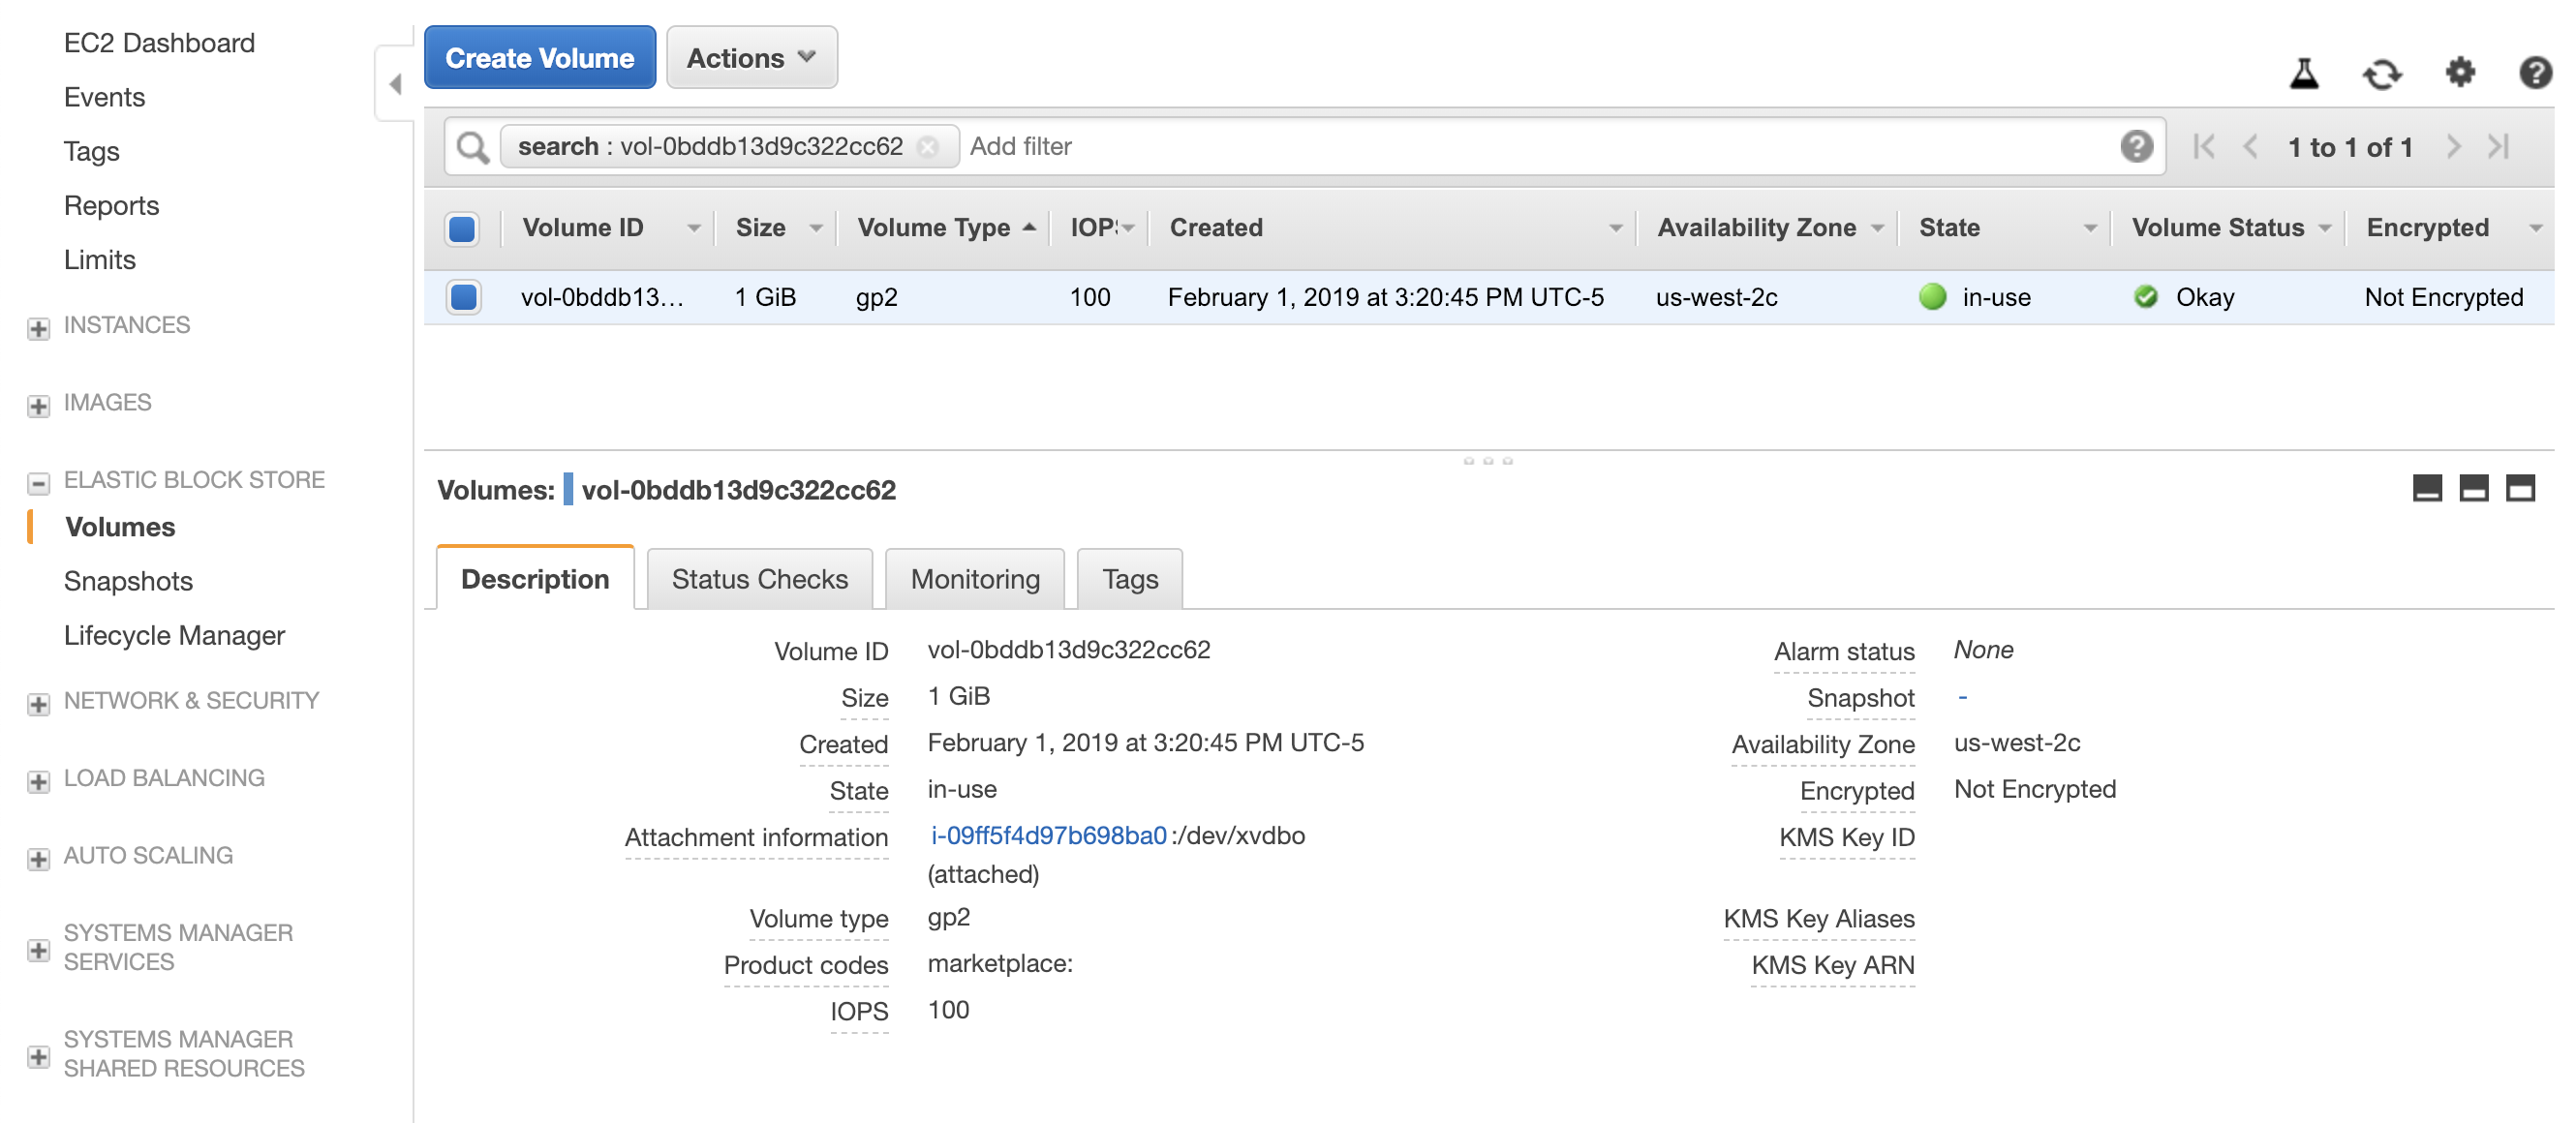 EC2 Dashboard
Events
Tags
Reports
Limits
INSTANCES
IMAGES
ELASTIC BLOCK STORE
Volumes
Snapshots
Lifecycle Manager
NETWORK & SECURITY
LOAD BALANCING
AUTO SCALING
SYSTEMS MANAGER
SERVICES
SYSTEMS MANAGER
SHARED RESOURCES
Create Volume Actions
search : vol-0bddb13d9c322cc62 Add filter 1 to 1 of 1
Volume ID Size Volume Type IOPS Created Availability Zone State Volume Status Encrypted
vol-0bddb13… 1 GiB gp2 100 February 1, 2019 at 3:20:45 PM UTC-5 us-west-2c in-use Okay Not Encrypted
Volumes: vol-0bddb13d9c322cc62
Description Status Checks Monitoring Tags
Volume ID vol-0bddb13d9c322cc62
Size 1 GiB
Created February 1, 2019 at 3:20:45 PM UTC-5
State in-use
Attachment information i-09ff5f4d97b698ba0:/dev/xvdbo
(attached)
Volume type gp2
Product codes marketplace:
IOPS 100
Alarm status None
Snapshot -
Availability Zone us-west-2c
Encrypted Not Encrypted
KMS Key ID
KMS Key Aliases
KMS Key ARN